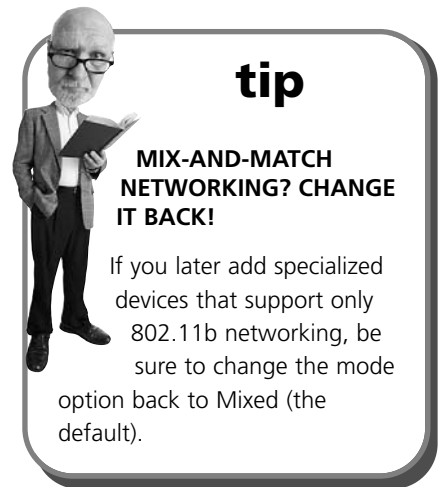 tip
MIX-AND-MATCH
NETWORKING? CHANGE
IT BACK!
If you later add specialized
devices that support only
802.11b networking, be
sure to change the mode
option back to Mixed (the
default).